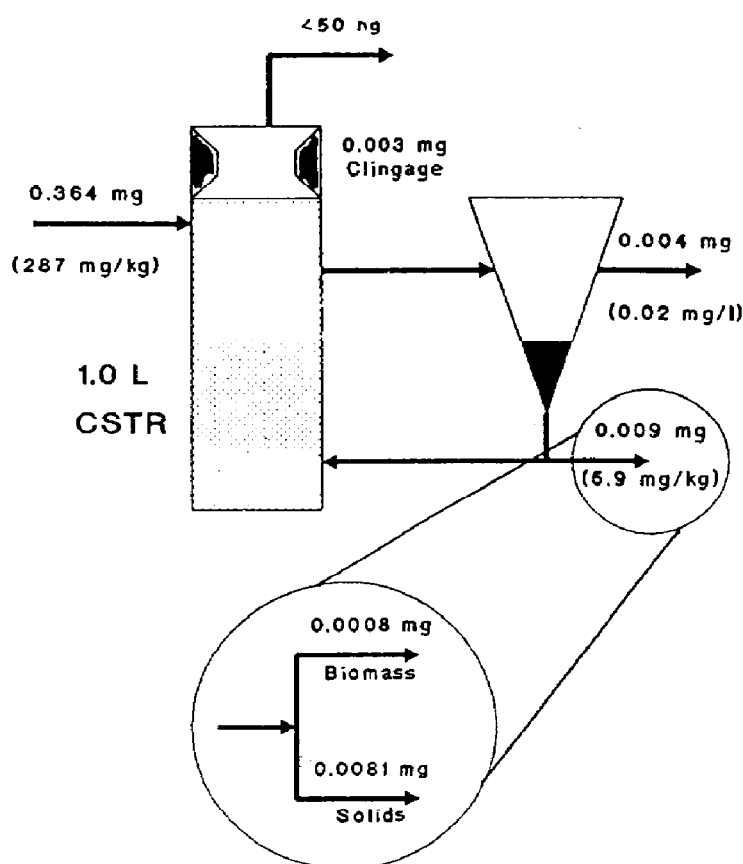 <50 ng
0.003 mg
Clingage
0.364 mg
(287 mg/kg)
0.004 mg
(0.02 mg/l)
1.0 L
CSTR
0.009 mg
(6.9 mg/kg)
0.0008 mg
Biomass
0.0081 mg
Solids